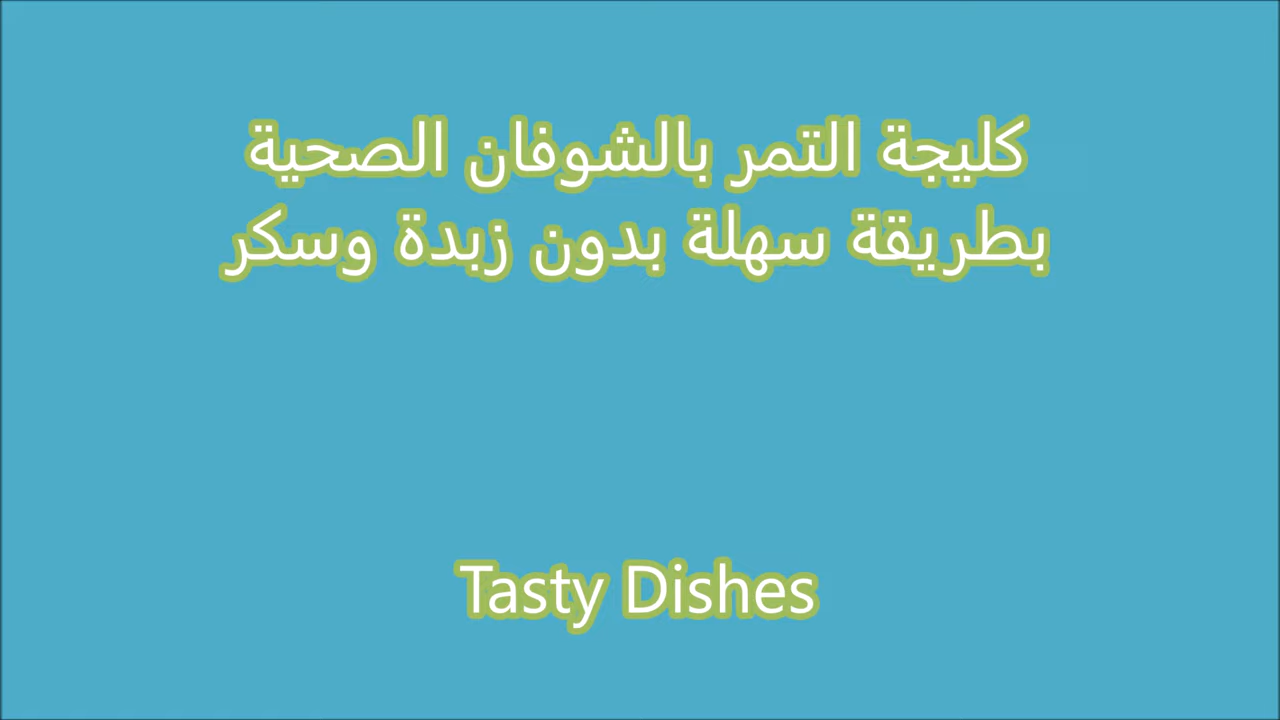 كليجة التمر بالشوفان الصحية
بطريقة سهلة بدون زبدة وسكر
Tasty Dishes